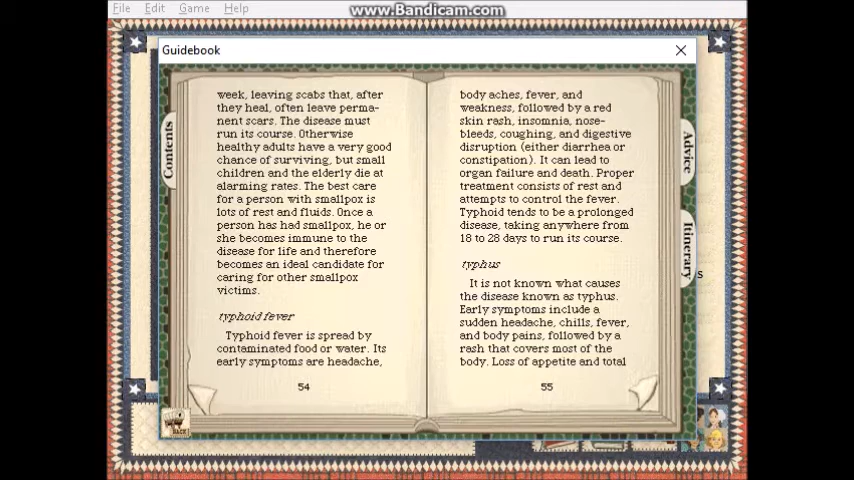 File Edit Game Help
www.Bandicam.com
Guidebook
Contents
week, leaving scabs that, after
they heal, often leave perma-
nent scars. The disease must
run its course. Otherwise
healthy adults have a very good
chance of surviving, but small
children and the elderly die at
alarming rates. The best care
for a person with smallpox is
lots of rest and fluids. Once a
person has had smallpox, he or
she becomes immune to the
disease for life and therefore
becomes an ideal candidate for
caring for other smallpox
victims.
typhoid fever
Typhoid fever is spread by
contaminated food or water. Its
early symptoms are headache,
54
body aches, fever, and
weakness, followed by a red
skin rash, insomnia, nose-
bleeds, coughing, and digestive
disruption (either diarrhea or
constipation). It can lead to
organ failure and death. Proper
treatment consists of rest and
attempts to control the fever.
Typhoid tends to be a prolonged
disease, taking anywhere from
18 to 28 days to run its course.
typhus
It is not known what causes
the disease known as typhus.
Early symptoms include a
sudden headache, chills, fever,
and body pains, followed by a
rash that covers most of the
body. Loss of appetite and total
55
Advice
Itinerary
s
BACK